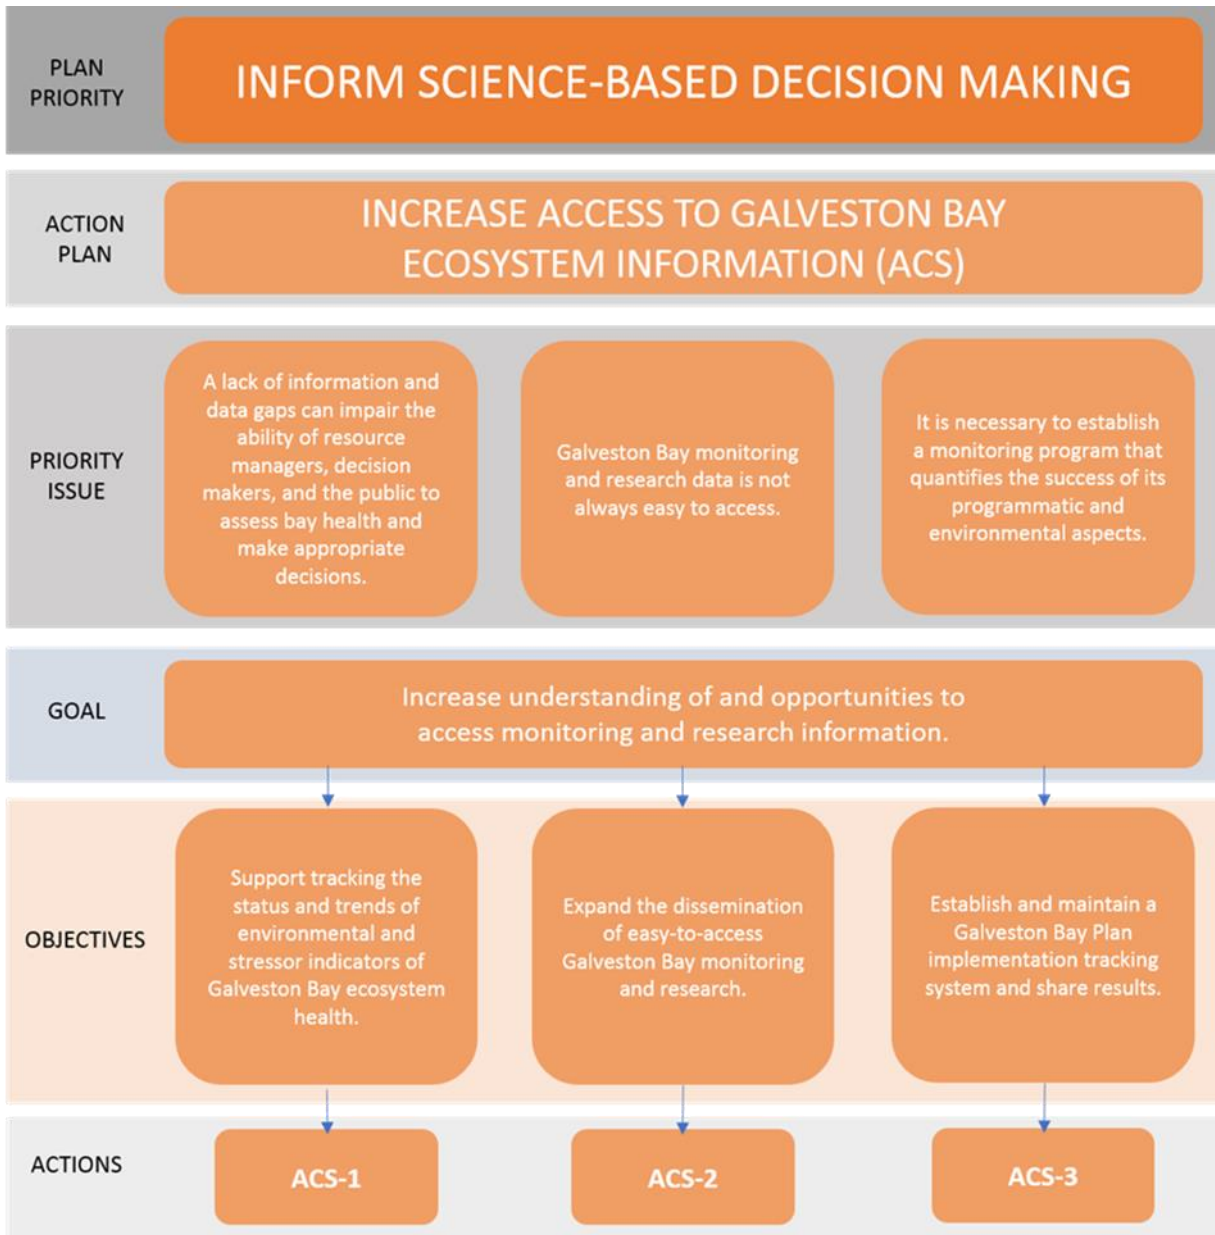 PLAN
PRIORITY
INFORM SCIENCE-BASED DECISION MAKING
ACTION
PLAN
INCREASE ACCESS TO GALVESTON BAY
ECOSYSTEM INFORMATION (ACS)
PRIORITY
ISSUE
A lack of information and
data gaps can impair the
ability of resource
managers, decision
makers, and the public to
assess bay health and
make appropriate
decisions.
Galveston Bay monitoring
and research data is not
always easy to access.
It is necessary to establish
a monitoring program that
quantifies the success of its
programmatic and
environmental aspects.
GOAL
Increase understanding of and opportunities to
access monitoring and research information.
OBJECTIVES
Support tracking the
status and trends of
environmental and
stressor indicators of
Galveston Bay ecosystem
health.
Expand the dissemination
of easy-to-access
Galveston Bay monitoring
and research.
Establish and maintain a
Galveston Bay Plan
implementation tracking
system and share results.
ACTIONS
ACS-1
ACS-2
ACS-3